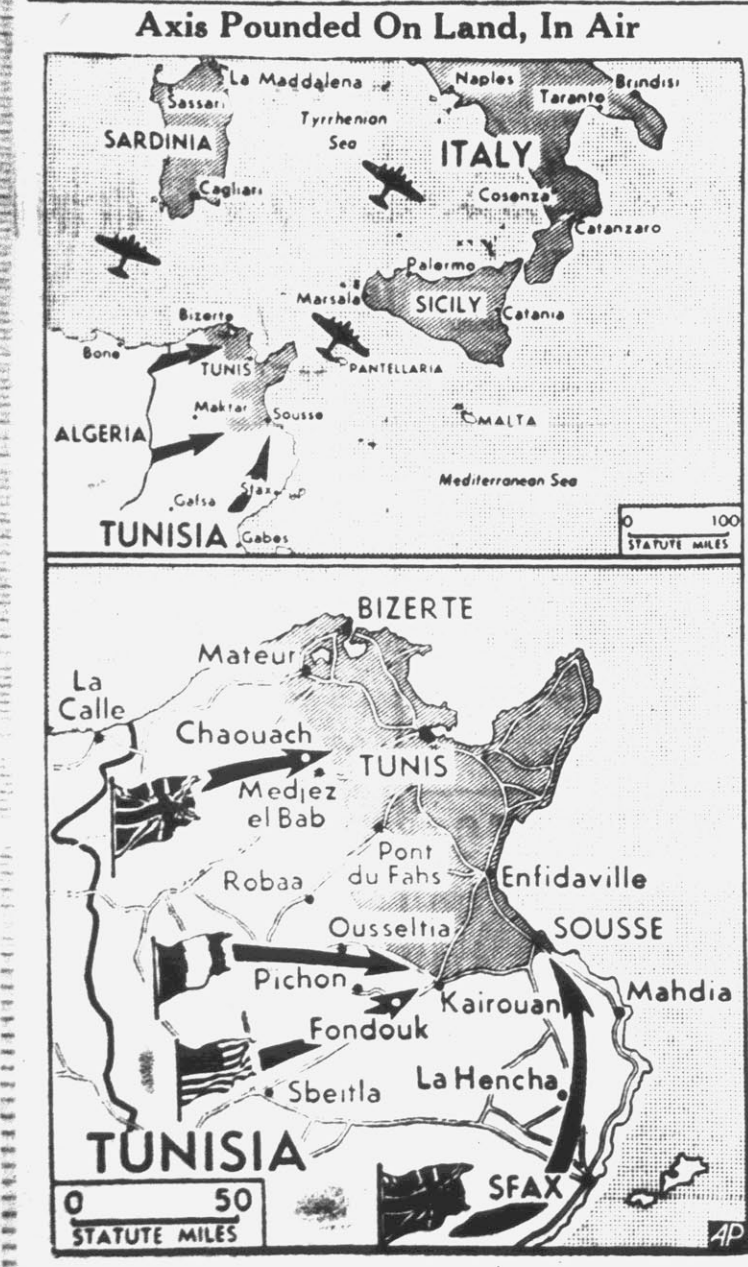 Axis Pounded On Land, In Air
La Maddalena
Naples
Brindisi
Sassari
Taranto
Tyrrhenian
Sea
SARDINIA
ITALY
Cagliari
Cosenza
Catanzaro
Palermo
Marsala
SICILY
Catania
Bizerte
Bone
TUNIS
PANTELLARIA
Maktar
Sousse
MALTA
ALGERIA
Mediterranean Sea
Sfax
Gafsa
TUNISIA
Gabes
0 100
STATUTE MILES
BIZERTE
Mateur
La
Calle
Chaouach
TUNIS
Medjez
el Bab
Pont
du Fahs
Robaa
Enfidaville
Ousseltia
SOUSSE
Pichon
Kairouan
Mahdia
Fondouk
Sbeitla
La Hencha
TUNISIA
SFAX
0 50
STATUTE MILES
AP